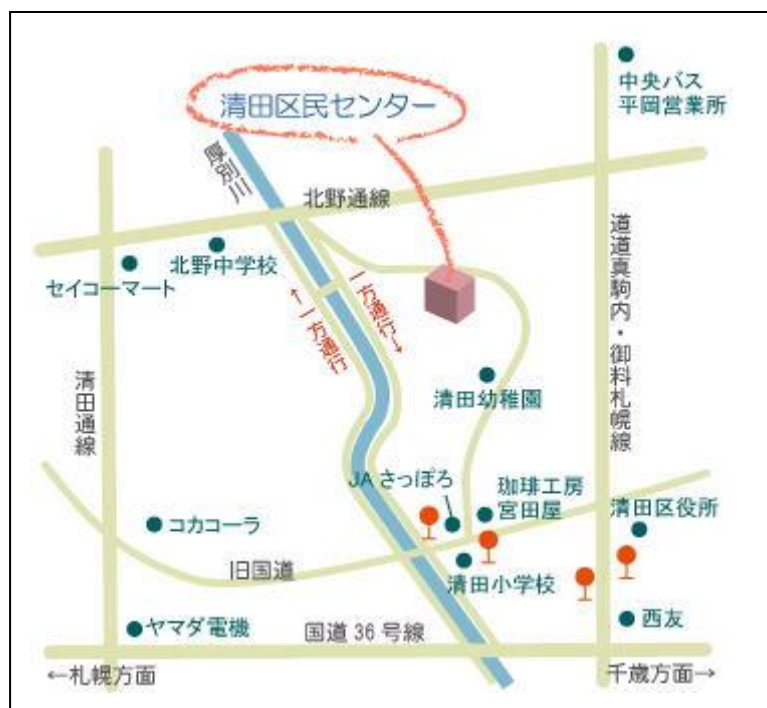 中央バス
平岡営業所
清田区民センター
厚別川
北野通線
北野中学校
セイコーマート
←一方通行
一方通行→
道道真駒内・御料札幌線
清田通線
清田幼稚園
JAさっぽろ
珈琲工房
宮田屋
清田区役所
コカコーラ
旧国道
清田小学校
ヤマダ電機
国道36号線
西友
←札幌方面
千歳方面→